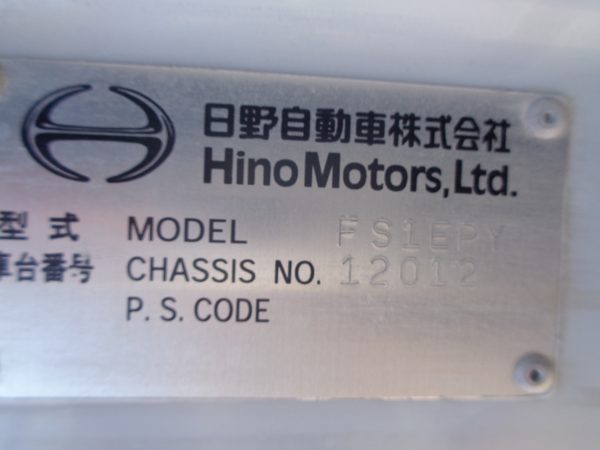 日野自動車株式会社
Hino Motors, Ltd.
型式 MODEL FS1EPY
車台番号 CHASSIS NO. 12012
P. S. CODE